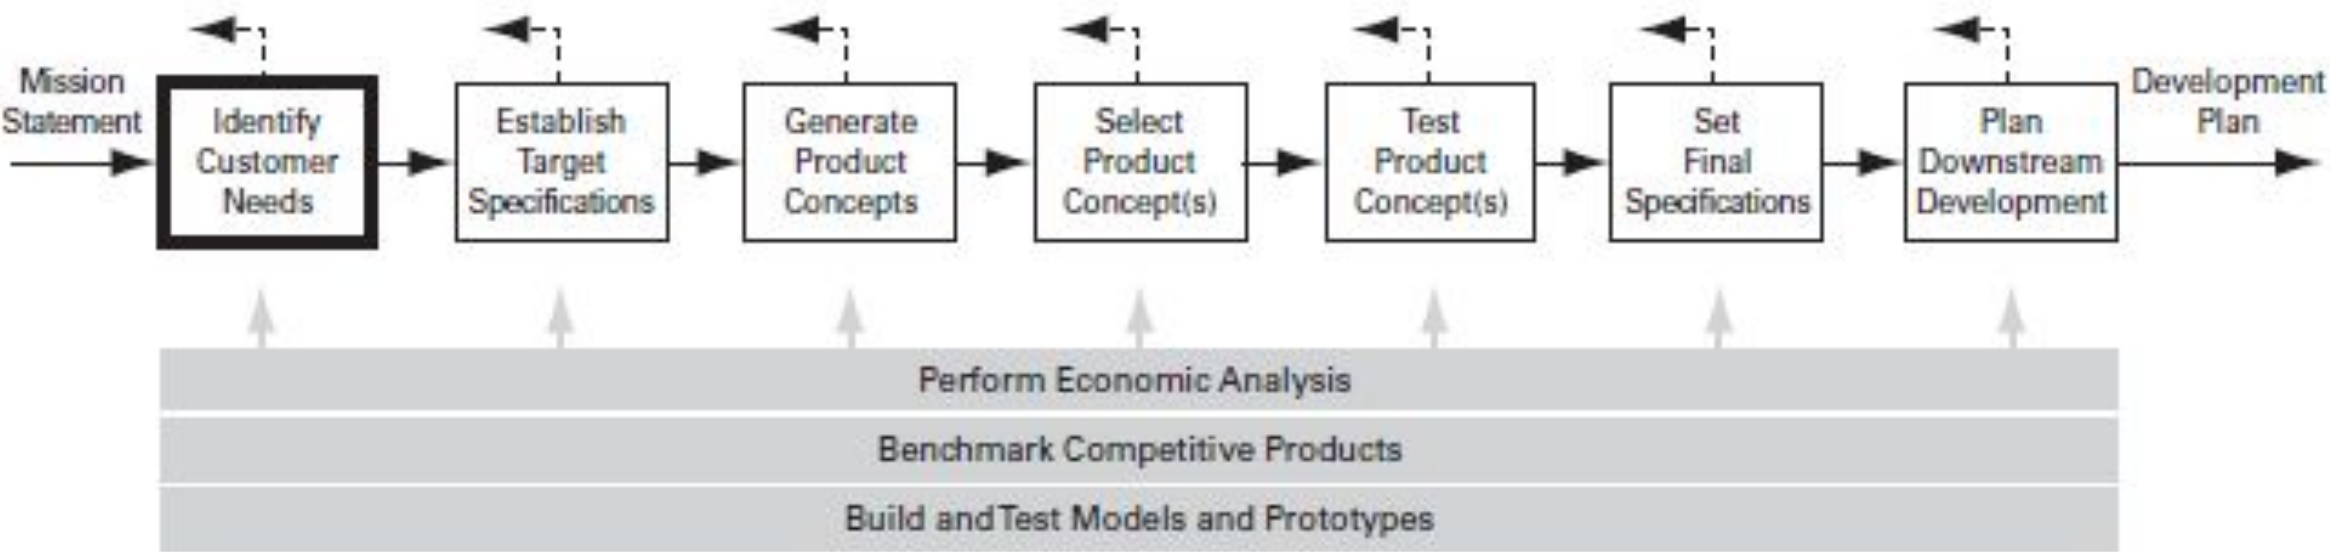 Mission
Statement
Identify
Customer
Needs
Establish
Target
Specifications
Generate
Product
Concepts
Select
Product
Concept(s)
Test
Product
Concept(s)
Set
Final
Specifications
Plan
Downstream
Development
Development
Plan
Perform Economic Analysis
Benchmark Competitive Products
Build and Test Models and Prototypes